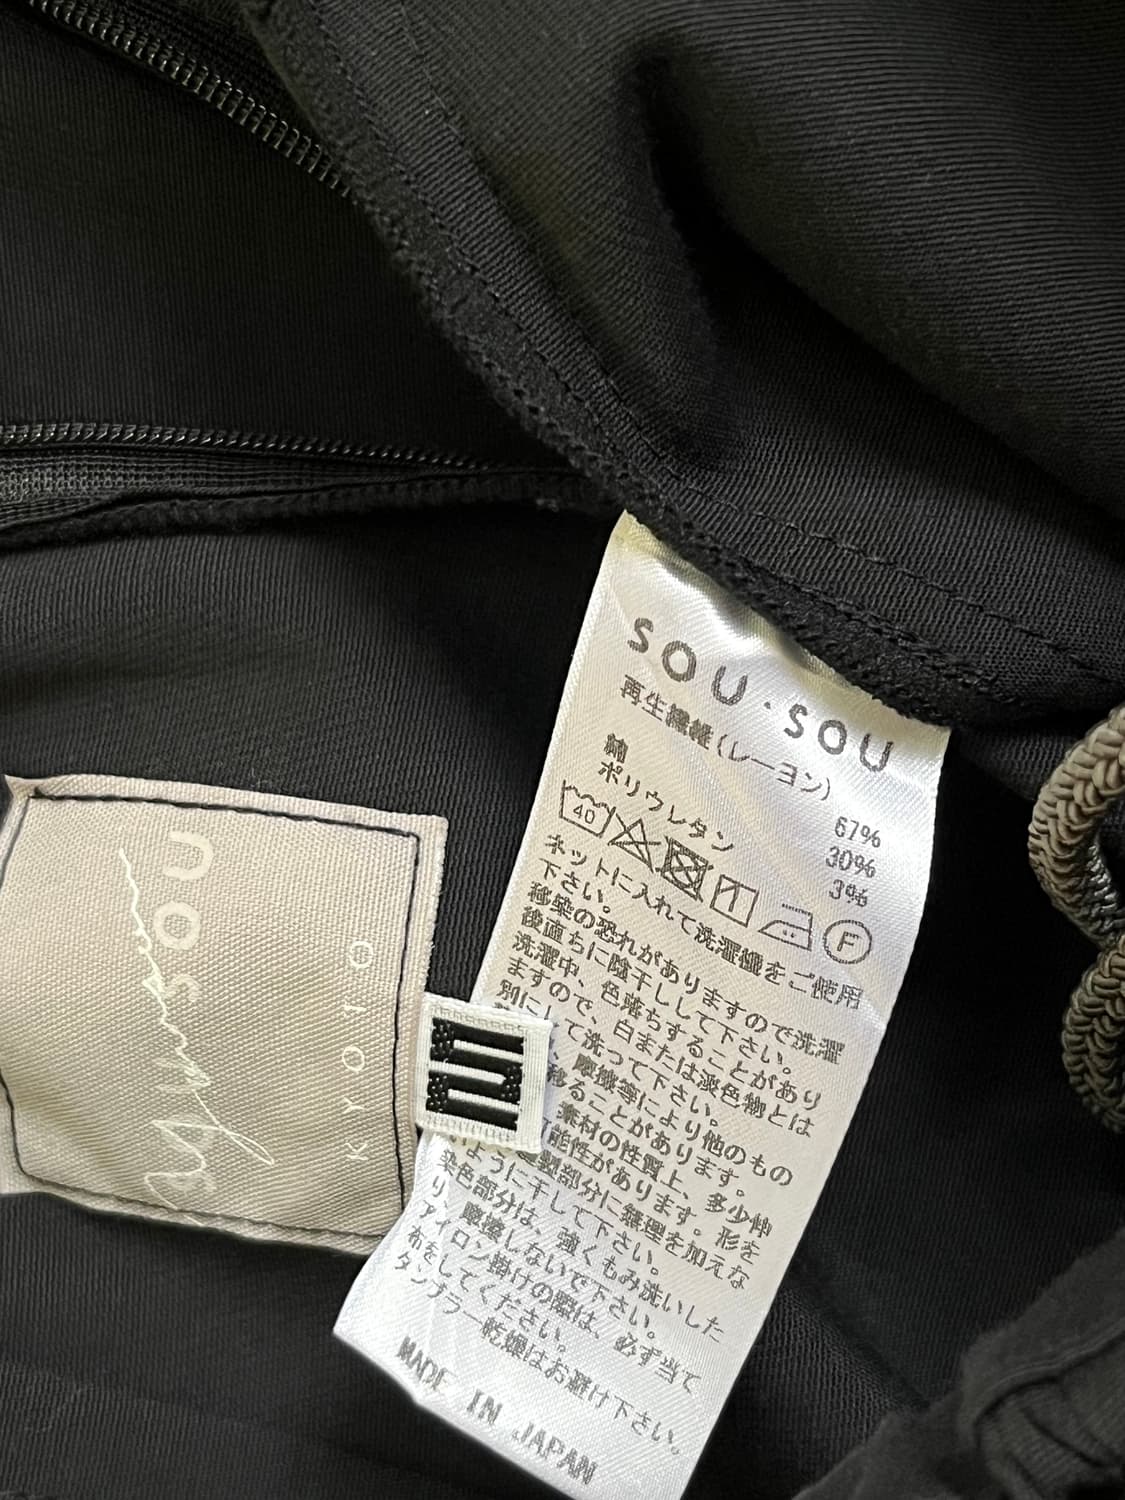 SOU・SOU
再生繊維(レーヨン) 67%
綿 30%
ポリウレタン 3%
40
F
ネットに入れて洗濯機をご使用
下さい。
移染の恐れがありますので洗濯
後直ちに陰干しして下さい。
洗濯中、色落ちすることがあり
ますので、白または淡色物とは
別にして洗って下さい。
、摩擦等により他のもの
移ることがあります。
素材の性質上、多少伸
可能性があります。形を
縫製部分に無理を加えな
いように干して下さい。
染色部分は、強くもみ洗いした
り、摩擦しないで下さい。
アイロン掛けの際は、必ず当て
布をしてください。
タンブラー乾燥はお避け下さい。
MADE IN JAPAN
SOU
KYOTO